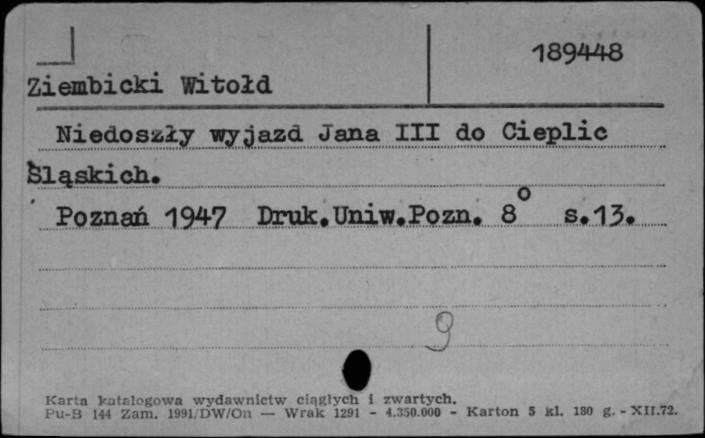 189448
Ziembicki Witołd
Niedoszły wyjazd Jana III do Cieplic
Śląskich.
Poznań 1947 Druk.Uniw.Pozn. 8° s.13.
9
Karta katalogowa wydawnictw ciągłych i zwartych.
Pu-B 144 Zam. 1991/DW/On — Wrak 1291 - 4.350.000 - Karton 5 kl. 180 g. - XII.72.